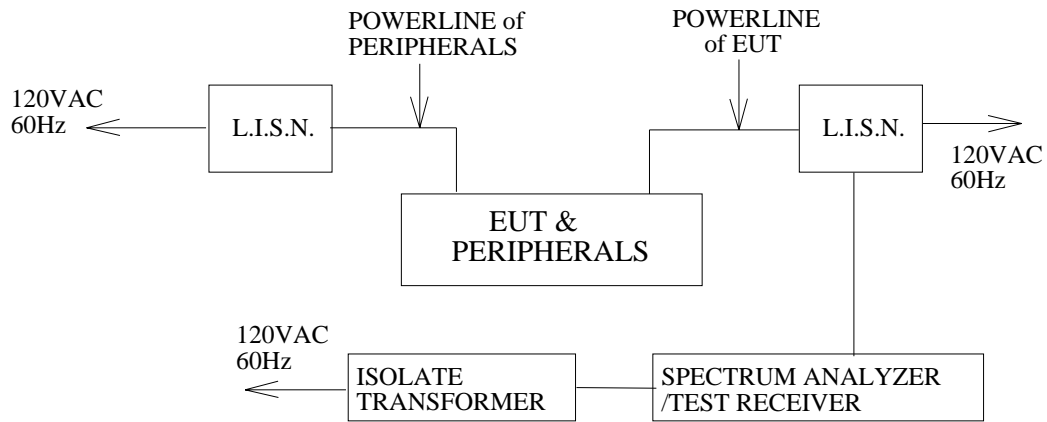 POWERLINE of
PERIPHERALS
POWERLINE
of EUT
120VAC
60Hz
L.I.S.N.
L.I.S.N.
120VAC
60Hz
EUT &
PERIPHERALS
120VAC
60Hz
ISOLATE
TRANSFORMER
SPECTRUM ANALYZER
/TEST RECEIVER